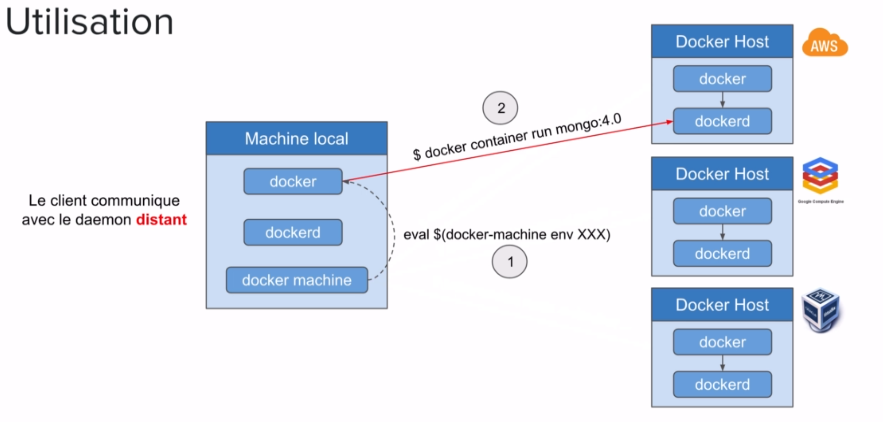 Utilisation
Docker Host
AWS
docker
dockerd
2
$ docker container run mongo:4.0
Machine local
docker
dockerd
docker machine
Le client communique
avec le daemon distant
eval $(docker-machine env XXX)
1
Docker Host
Google Compute Engine
docker
dockerd
Docker Host
docker
dockerd